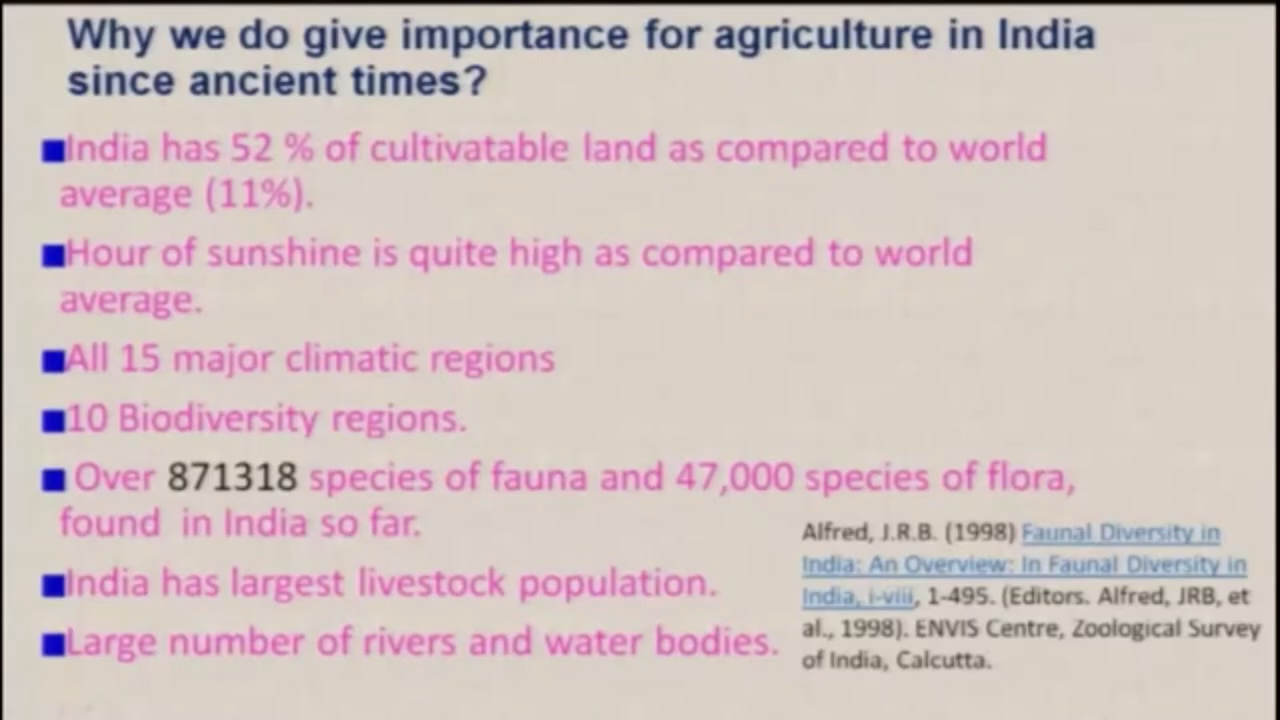 Why we do give importance for agriculture in India
since ancient times?
India has 52 % of cultivatable land as compared to world
average (11%).
Hour of sunshine is quite high as compared to world
average.
All 15 major climatic regions
10 Biodiversity regions.
Over 871318 species of fauna and 47,000 species of flora,
found in India so far.
India has largest livestock population.
Large number of rivers and water bodies.
Alfred, J.R.B. (1998) Faunal Diversity in
India: An Overview: In Faunal Diversity in
India, i-viii, 1-495. (Editors. Alfred, JRB, et
al., 1998). ENVIS Centre, Zoological Survey
of India, Calcutta.